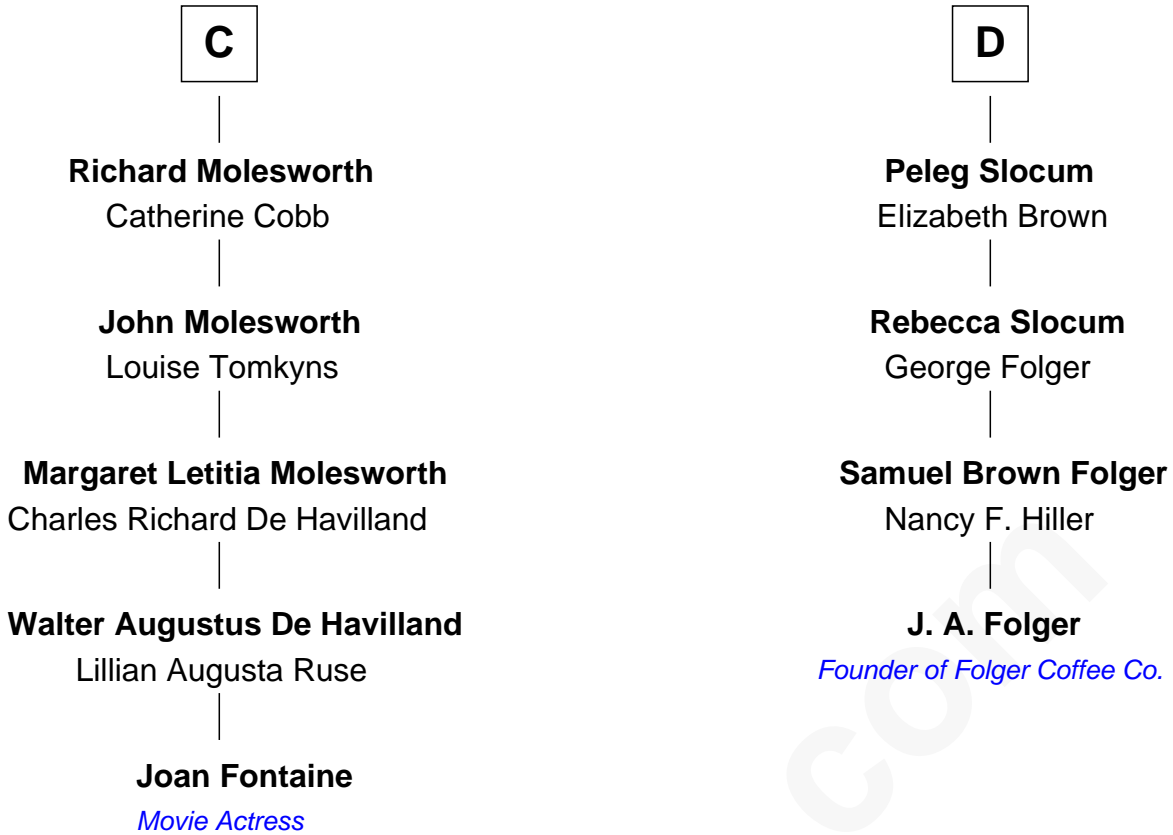 C
Richard Molesworth
Catherine Cobb
John Molesworth
Louise Tomkyns
Margaret Letitia Molesworth
Charles Richard De Havilland
Walter Augustus De Havilland
Lillian Augusta Ruse
Joan Fontaine
Movie Actress
D
Peleg Slocum
Elizabeth Brown
Rebecca Slocum
George Folger
Samuel Brown Folger
Nancy F. Hiller
J. A. Folger
Founder of Folger Coffee Co.
com